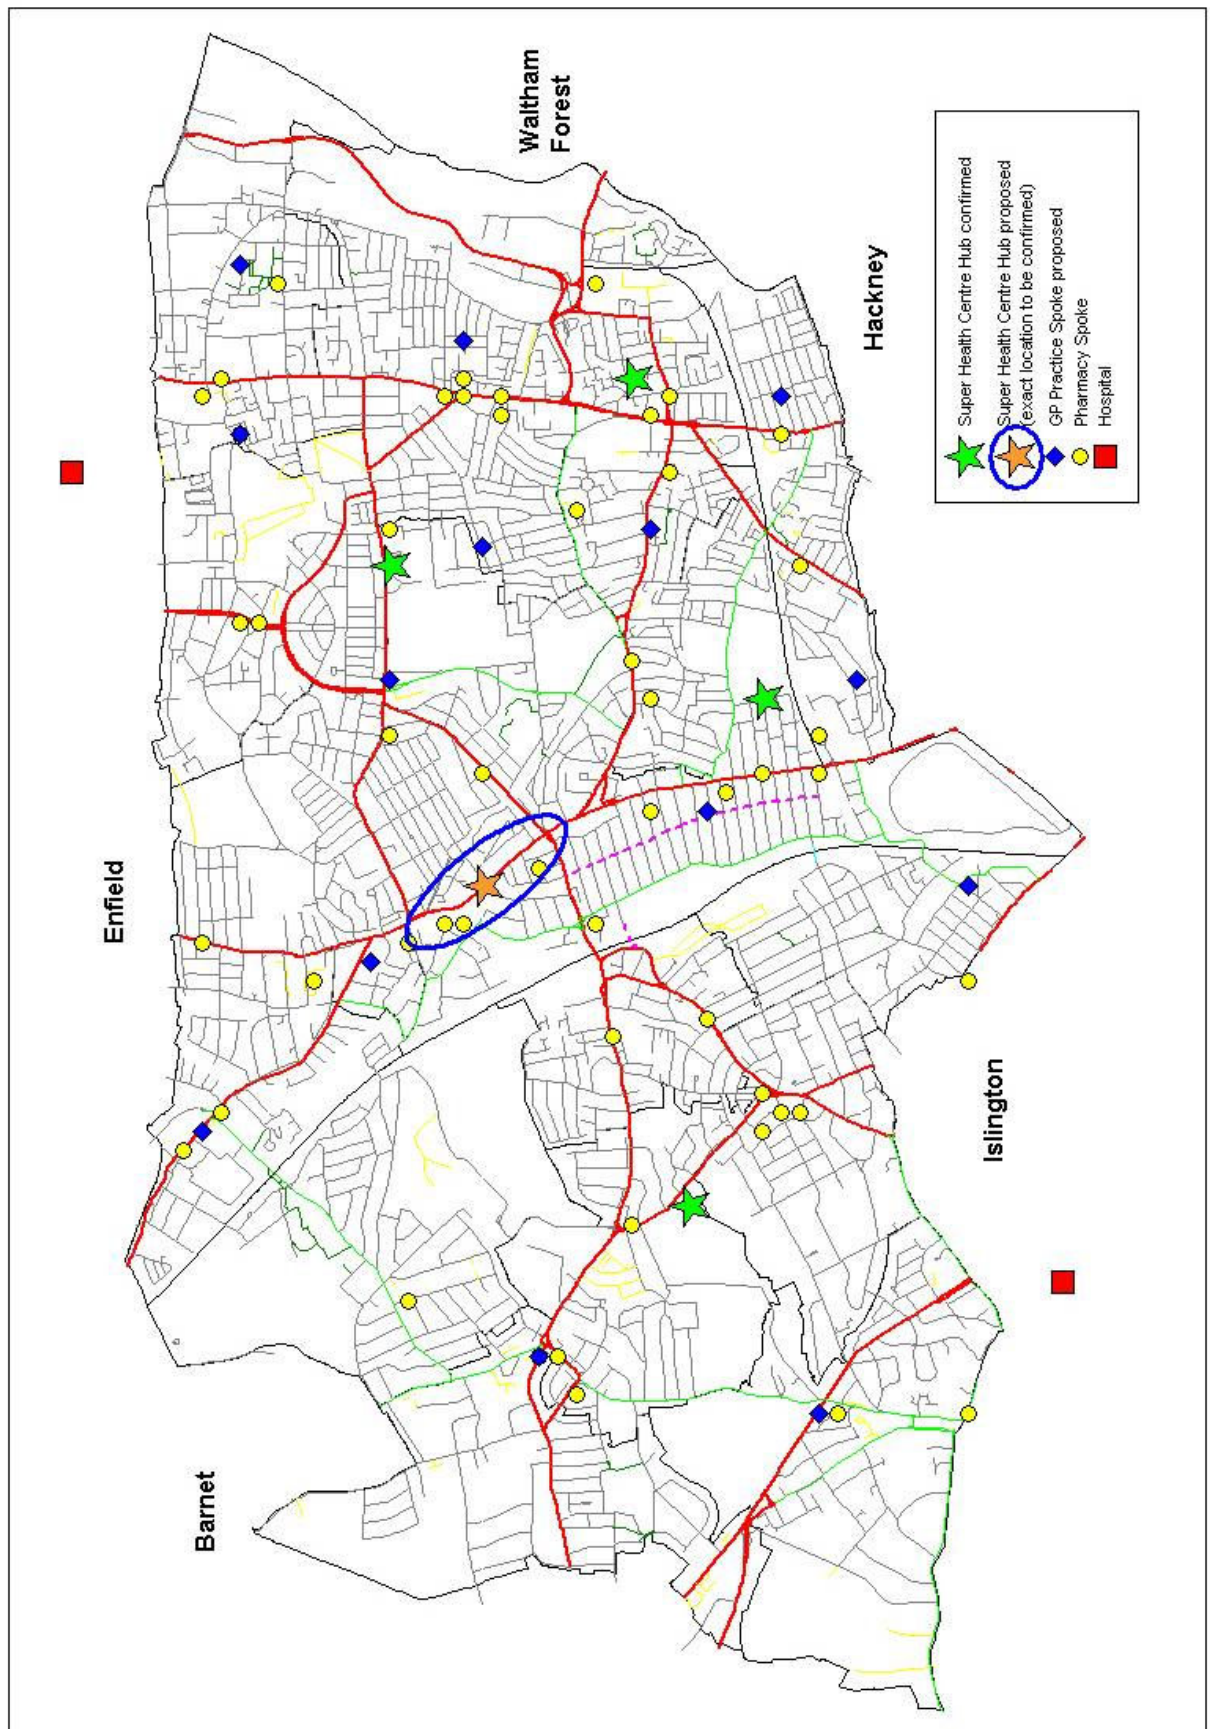 Enfield
Barnet
Waltham
Forest
Hackney
Islington
Super Health Centre Hub confirmed
Super Health Centre Hub proposed
(exact location to be confirmed)
GP Practice Spoke proposed
Pharmacy Spoke
Hospital